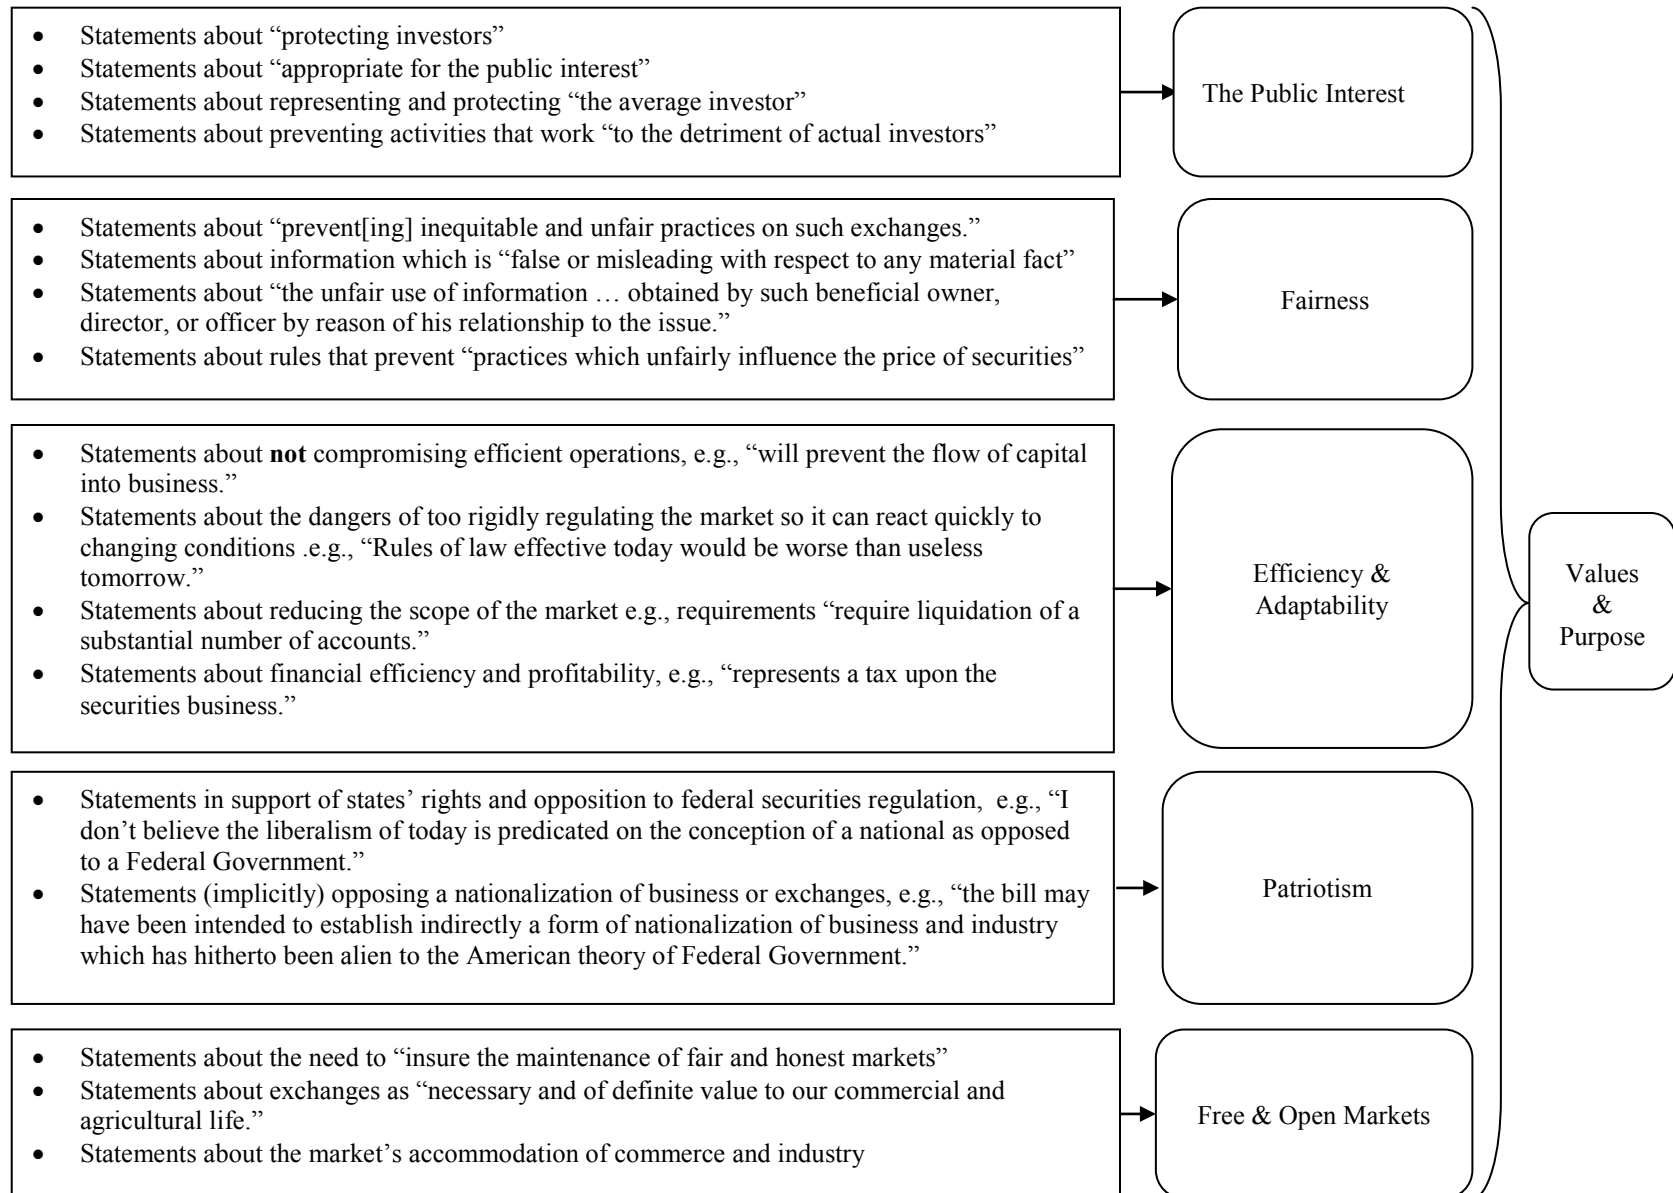 • Statements about “protecting investors”
• Statements about “appropriate for the public interest”
• Statements about representing and protecting “the average investor”
• Statements about preventing activities that work “to the detriment of actual investors”
The Public Interest
• Statements about “prevent[ing] inequitable and unfair practices on such exchanges.”
• Statements about information which is “false or misleading with respect to any material fact”
• Statements about “the unfair use of information … obtained by such beneficial owner,
director, or officer by reason of his relationship to the issue.”
• Statements about rules that prevent “practices which unfairly influence the price of securities”
Fairness
• Statements about not compromising efficient operations, e.g., “will prevent the flow of capital
into business.”
• Statements about the dangers of too rigidly regulating the market so it can react quickly to
changing conditions .e.g., “Rules of law effective today would be worse than useless
tomorrow.”
• Statements about reducing the scope of the market e.g., requirements “require liquidation of a
substantial number of accounts.”
• Statements about financial efficiency and profitability, e.g., “represents a tax upon the
securities business.”
Efficiency &
Adaptability
• Statements in support of states’ rights and opposition to federal securities regulation,  e.g., “I
don’t believe the liberalism of today is predicated on the conception of a national as opposed
to a Federal Government.”
• Statements (implicitly) opposing a nationalization of business or exchanges, e.g., “the bill may
have been intended to establish indirectly a form of nationalization of business and industry
which has hitherto been alien to the American theory of Federal Government.”
Patriotism
• Statements about the need to “insure the maintenance of fair and honest markets”
• Statements about exchanges as “necessary and of definite value to our commercial and
agricultural life.”
• Statements about the market’s accommodation of commerce and industry
Free & Open Markets
Values
&
Purpose